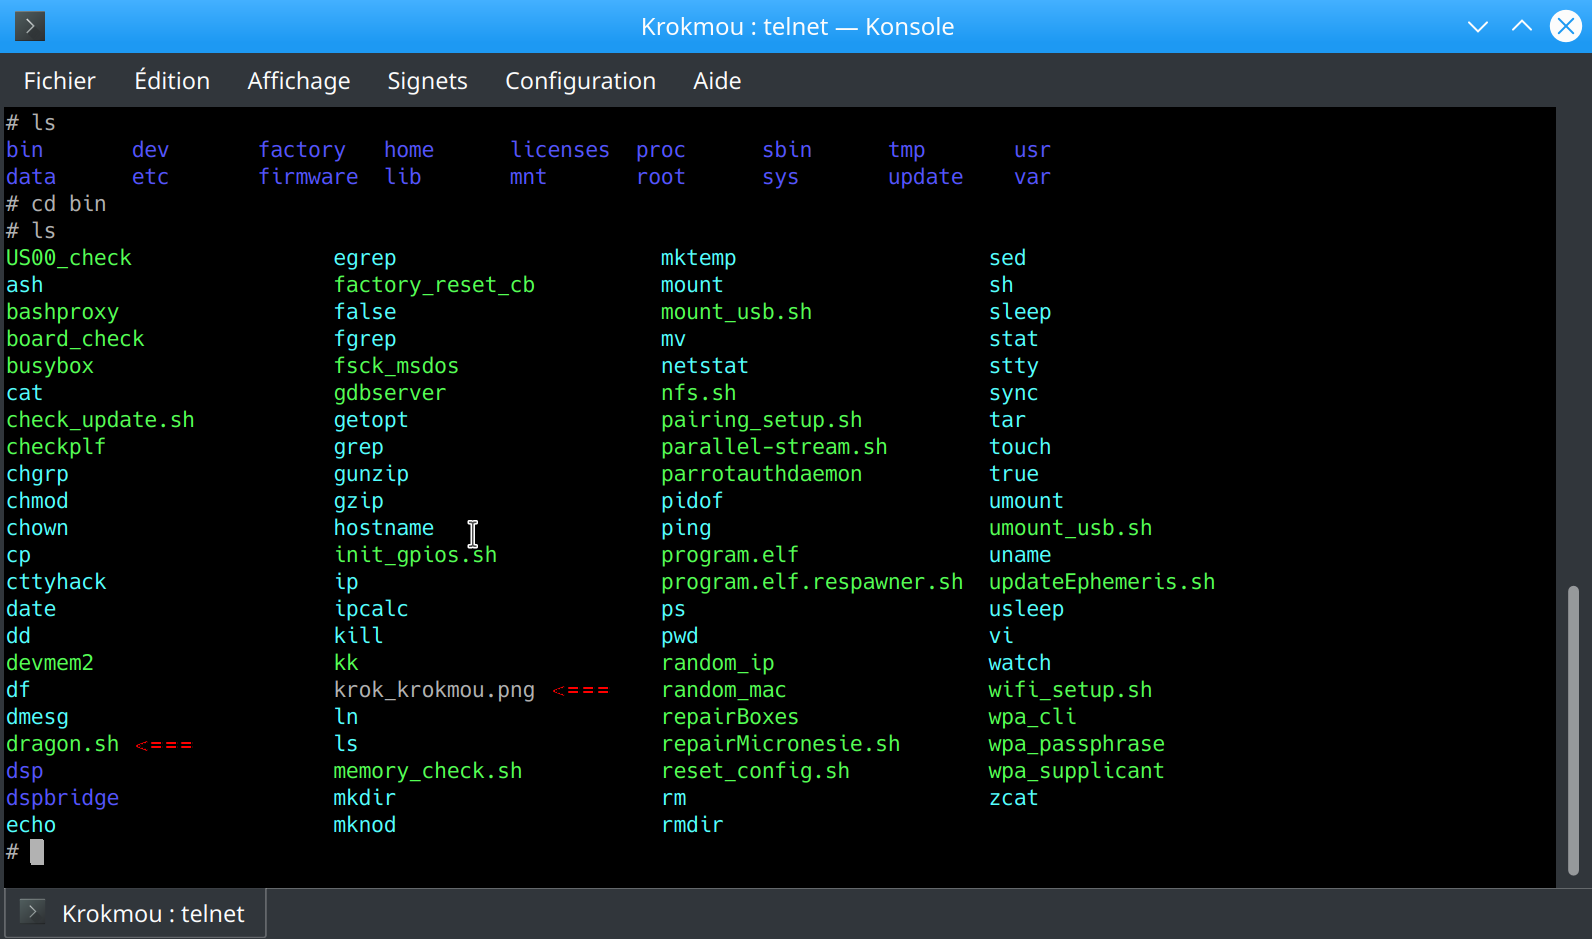 Krokmou : telnet — Konsole
Fichier Édition Affichage Signets Configuration Aide
# ls
bin dev factory home licenses proc sbin tmp usr
data etc firmware lib mnt root sys update var
# cd bin
# ls
US00_check egrep mktemp sed
ash factory_reset_cb mount sh
bashproxy false mount_usb.sh sleep
board_check fgrep mv stat
busybox fsck_msdos netstat stty
cat gdbserver nfs.sh sync
check_update.sh getopt pairing_setup.sh tar
checkplf grep parallel-stream.sh touch
chgrp gunzip parrotauthdaemon true
chmod gzip pidof umount
chown hostname ping umount_usb.sh
cp init_gpios.sh program.elf uname
cttyhack ip program.elf.respawner.sh updateEphemeris.sh
date ipcalc ps usleep
dd kill pwd vi
devmem2 kk random_ip watch
df krok_krokmou.png <=== random_mac wifi_setup.sh
dmesg ln repairBoxes wpa_cli
dragon.sh <=== ls repairMicronesie.sh wpa_passphrase
dsp memory_check.sh reset_config.sh wpa_supplicant
dspbridge mkdir rm zcat
echo mknod rmdir
#
Krokmou : telnet